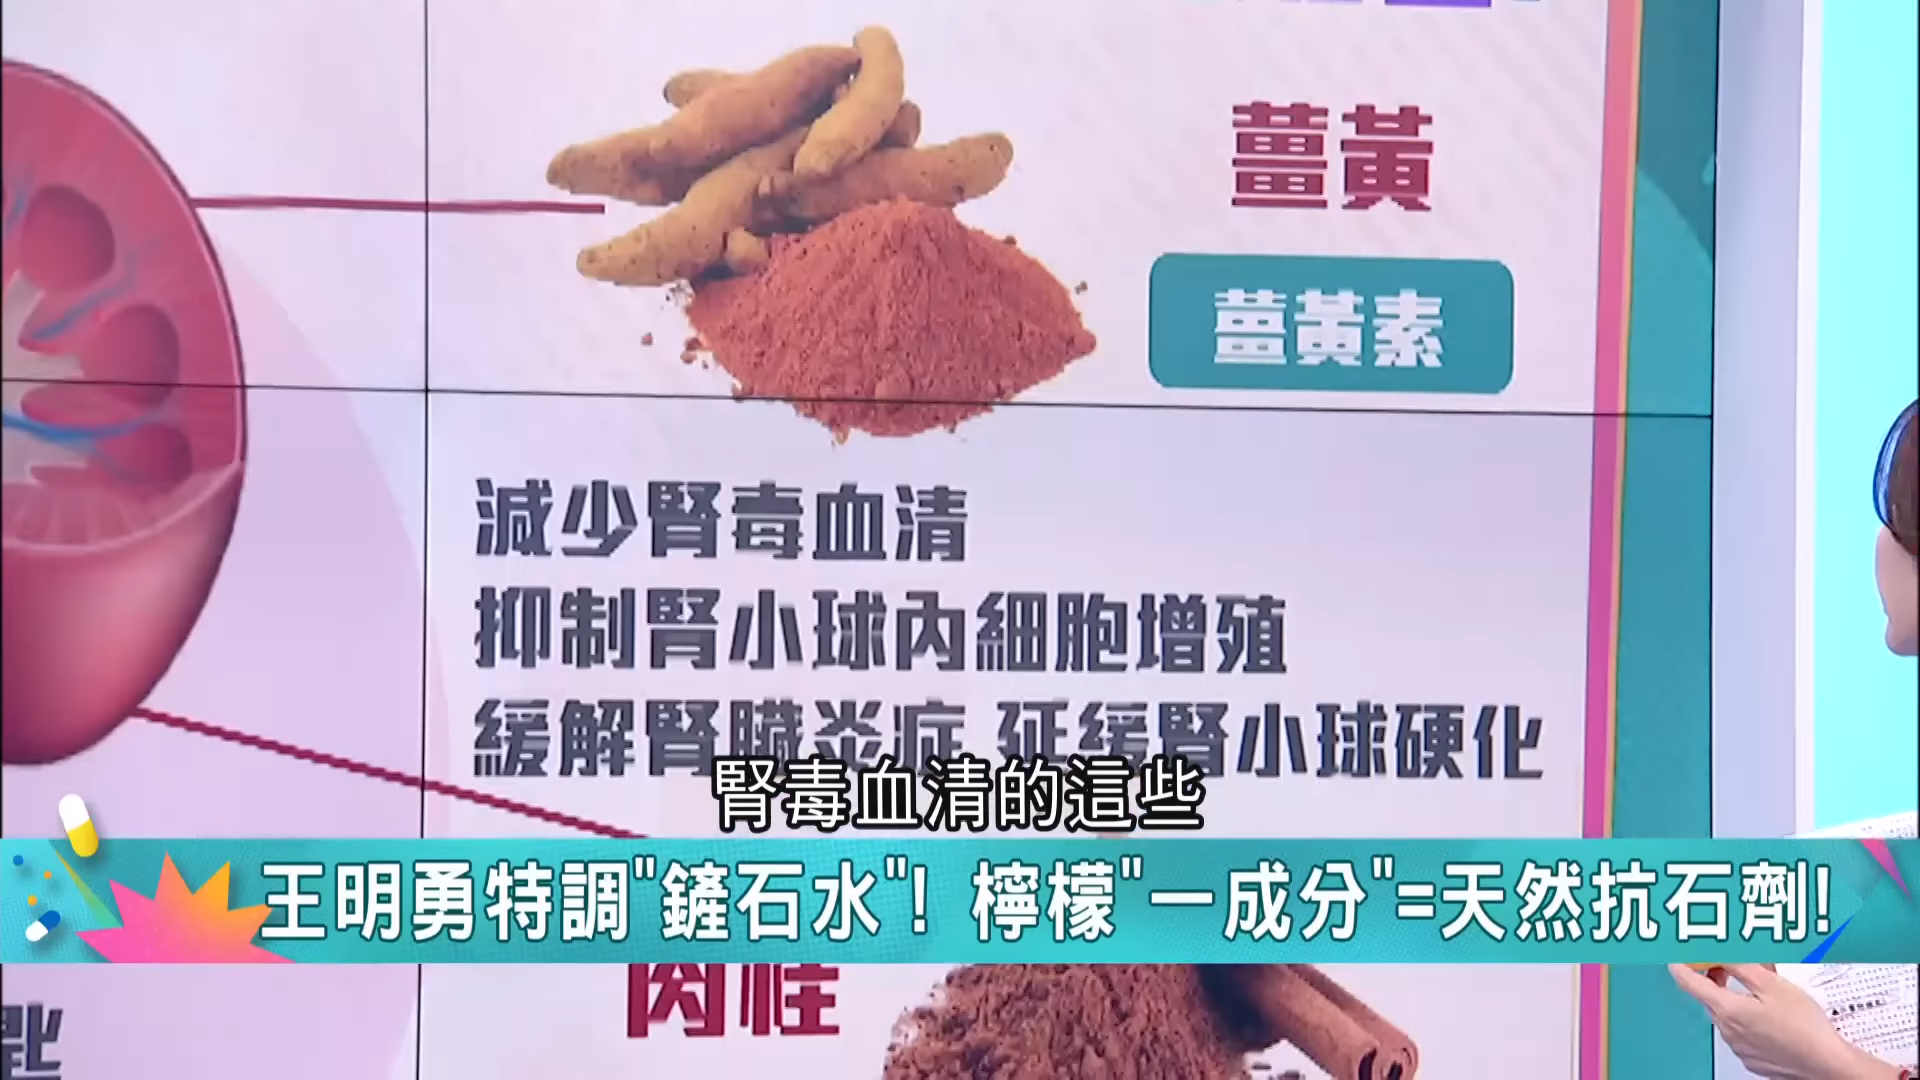 薑黃
薑黃素
減少腎毒血清
抑制腎小球內細胞增殖
緩解腎臟炎症 延緩腎小球硬化
腎毒血清的這些
王明勇特調"鏟石水"! 檸檬"一成分"=天然抗石劑!
肉桂
匙